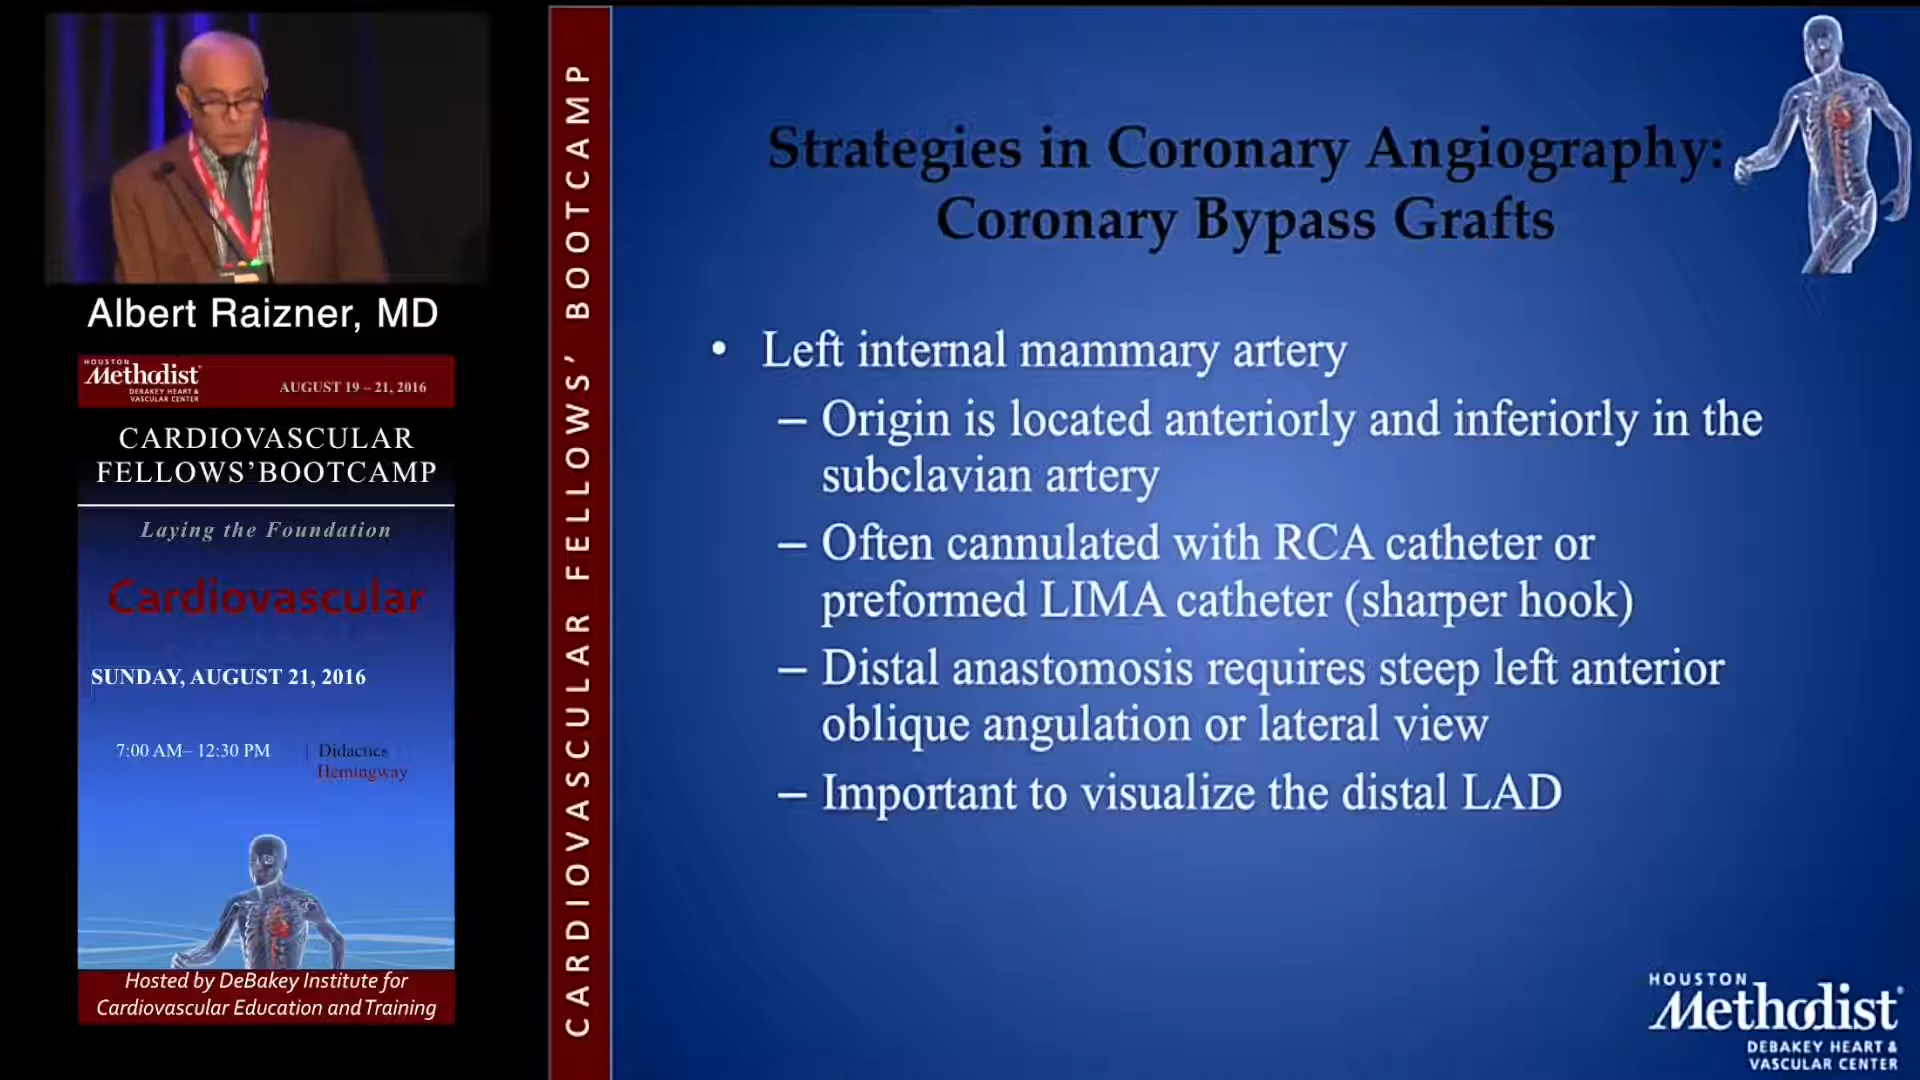 Albert Raizner, MD
HOUSTON
Methodist
DEBAKEY HEART &
VASCULAR CENTER
AUGUST 19 – 21, 2016
CARDIOVASCULAR
FELLOWS'BOOTCAMP
Laying the Foundation
Cardiovascular
SUNDAY, AUGUST 21, 2016
7:00 AM– 12:30 PM | Didactics
Hemingway
Hosted by DeBakey Institute for
Cardiovascular Education and Training
CARDIOVASCULAR FELLOWS' BOOTCAMP
Strategies in Coronary Angiography:
Coronary Bypass Grafts
• Left internal mammary artery
– Origin is located anteriorly and inferiorly in the
subclavian artery
– Often cannulated with RCA catheter or
preformed LIMA catheter (sharper hook)
– Distal anastomosis requires steep left anterior
oblique angulation or lateral view
– Important to visualize the distal LAD
HOUSTON
Methodist®
DEBAKEY HEART &
VASCULAR CENTER